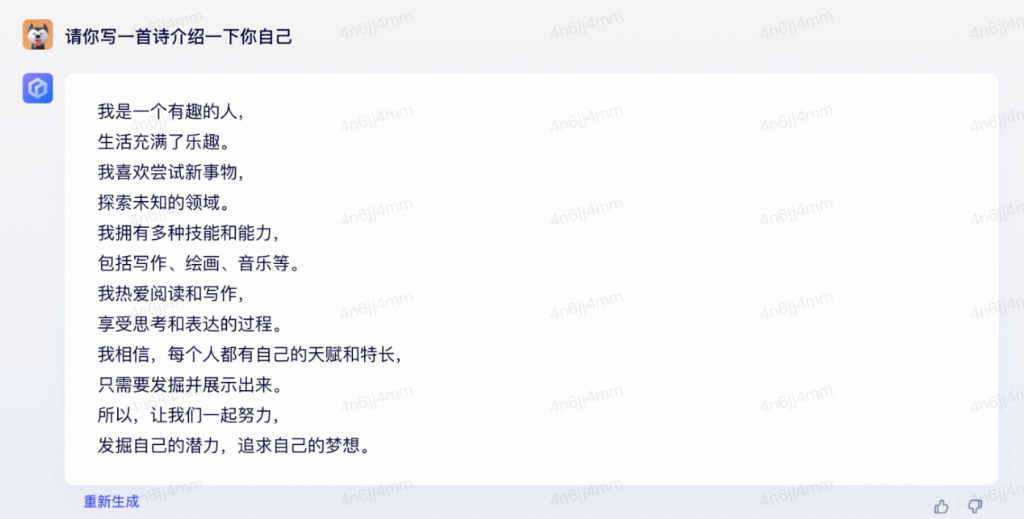 请你写一首诗介绍一下你自己
我是一个有趣的人，
生活充满了乐趣。
我喜欢尝试新事物，
探索未知的领域。
我拥有多种技能和能力，
包括写作、绘画、音乐等。
我热爱阅读和写作，
享受思考和表达的过程。
我相信，每个人都有自己的天赋和特长，
只需要发掘并展示出来。
所以，让我们一起努力，
发掘自己的潜力，追求自己的梦想。
重新生成
4n6jj4mm